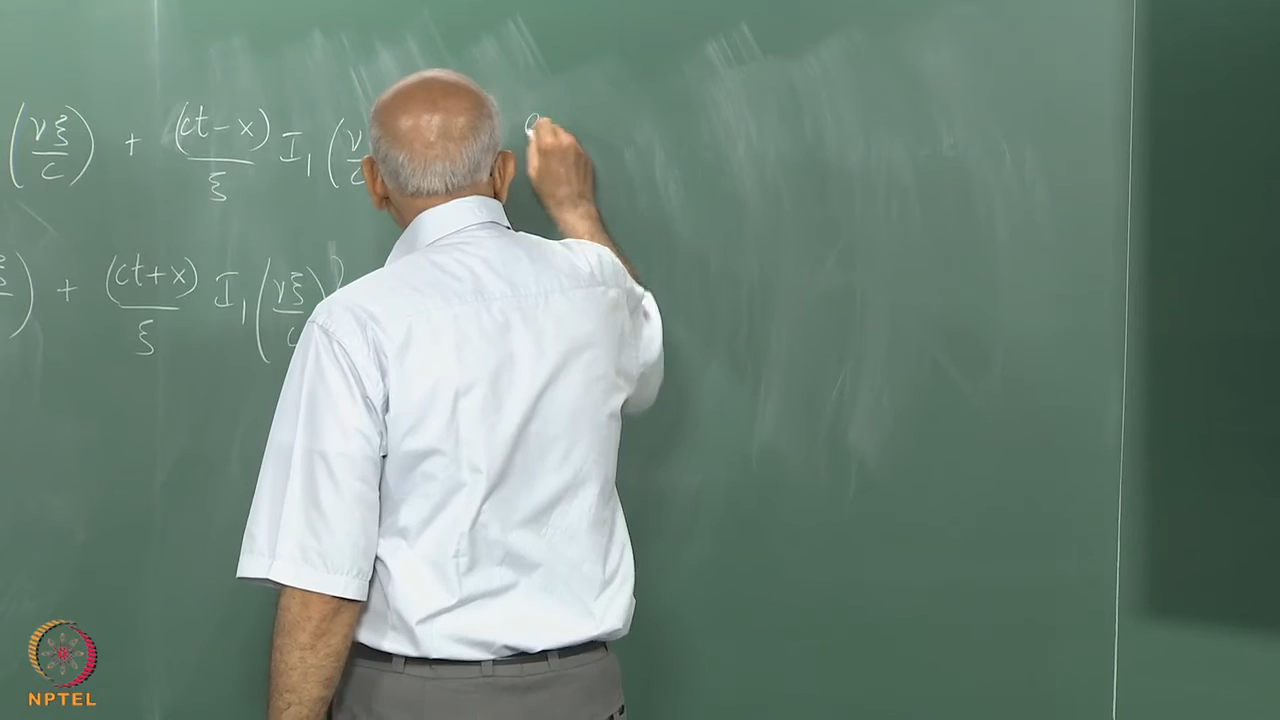 (νξ/c) + (ct-x)/ξ I₁(ν
) + (ct+x)/ξ I₁(νξ/c)
NPTEL